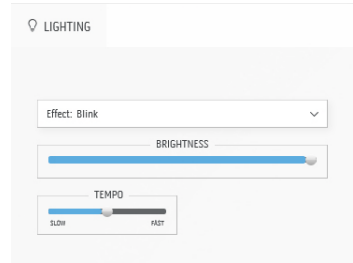 LIGHTING
Effect: Blink
BRIGHTNESS
TEMPO
SLOW FAST